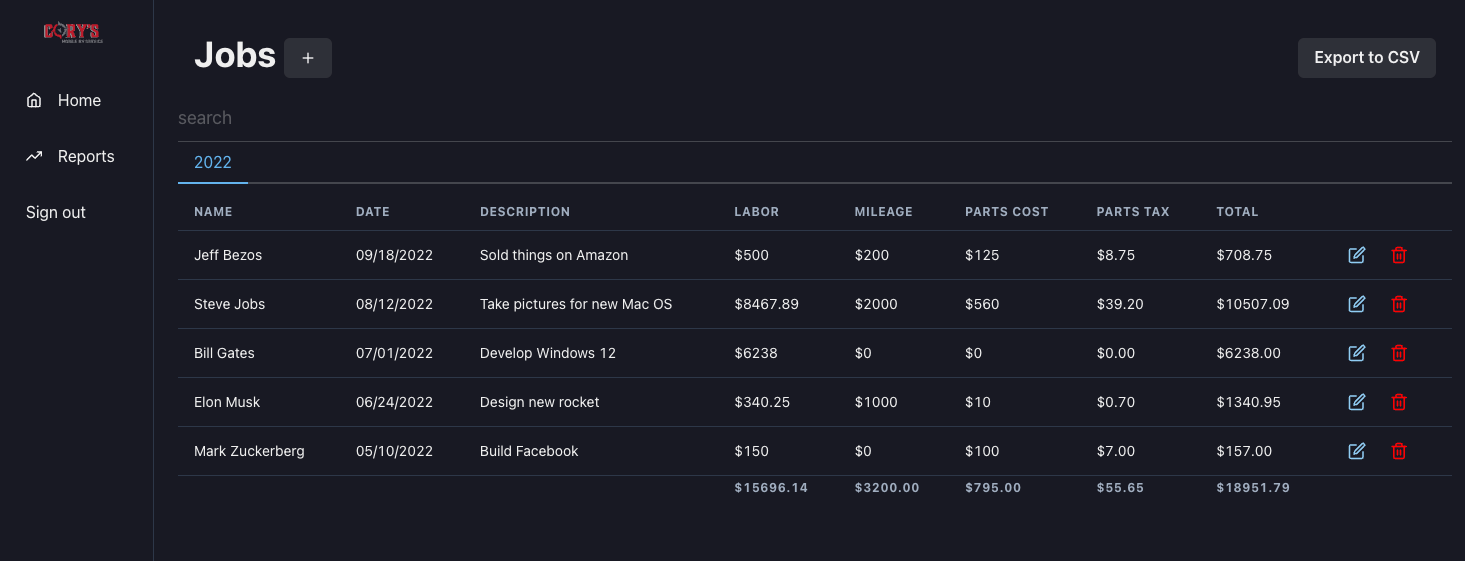 CORY'S
Jobs +
Export to CSV
Home
search
Reports
2022
Sign out
NAME DATE DESCRIPTION LABOR MILEAGE PARTS COST PARTS TAX TOTAL
Jeff Bezos 09/18/2022 Sold things on Amazon $500 $200 $125 $8.75 $708.75
Steve Jobs 08/12/2022 Take pictures for new Mac OS $8467.89 $2000 $560 $39.20 $10507.09
Bill Gates 07/01/2022 Develop Windows 12 $6238 $0 $0 $0.00 $6238.00
Elon Musk 06/24/2022 Design new rocket $340.25 $1000 $10 $0.70 $1340.95
Mark Zuckerberg 05/10/2022 Build Facebook $150 $0 $100 $7.00 $157.00
$15696.14 $3200.00 $795.00 $55.65 $18951.79